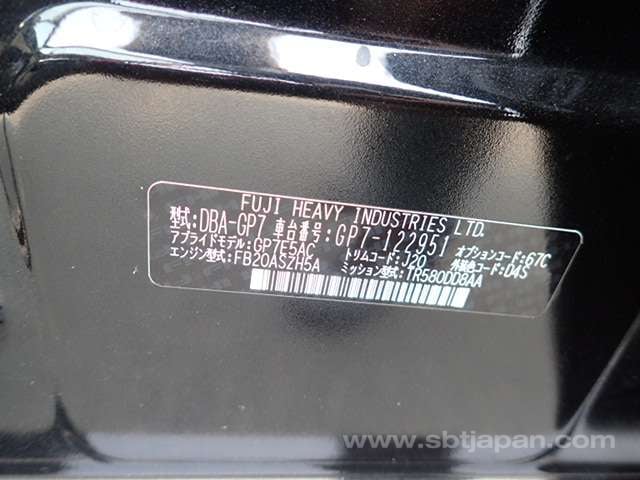 FUJI HEAVY INDUSTRIES LTD.
型式:DBA-GP7 車台番号:GP7-122951
アプライドモデル:GP7E5AC トリムコード:J20 オプションコード:67C
エンジン型式:FB20ASZH5A ミッション型式:TR580DD8AA 外装色コード:D4S
www.sbtjapan.com